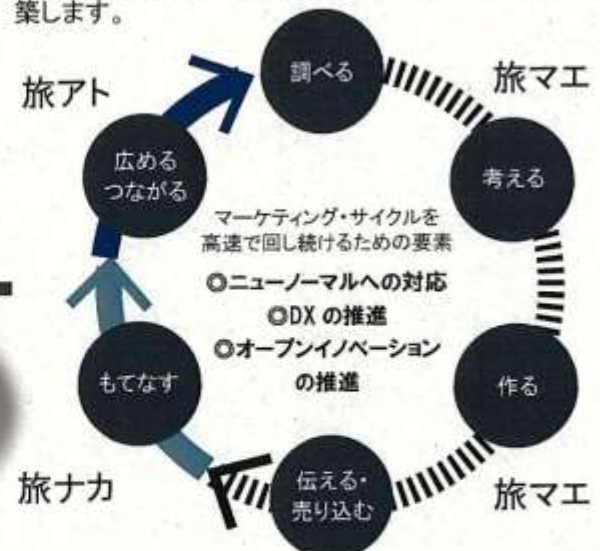 築します。
調べる
旅マエ
旅アト
広める
つながる
考える
マーケティング・サイクルを
高速で回し続けるための要素
◎ニューノーマルへの対応
◎DX の推進
◎オープンイノベーション
の推進
もてなす
作る
旅ナカ
伝える・
売り込む
旅マエ